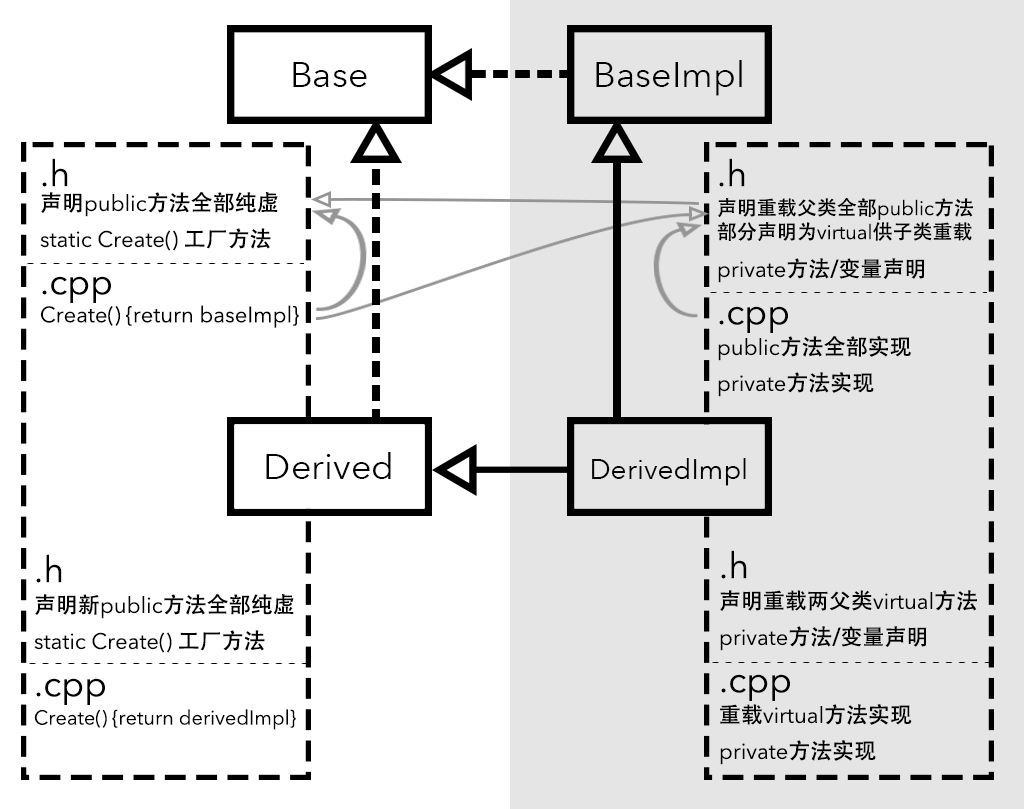 Base
BaseImpl
.h
声明public方法全部纯虚
static Create() 工厂方法
.cpp
Create() {return baseImpl}
.h
声明重载父类全部public方法
部分声明为virtual供子类重载
private方法/变量声明
.cpp
public方法全部实现
private方法实现
Derived
DerivedImpl
.h
声明新public方法全部纯虚
static Create() 工厂方法
.cpp
Create() {return derivedImpl}
.h
声明重载两父类virtual方法
private方法/变量声明
.cpp
重载virtual方法实现
private方法实现